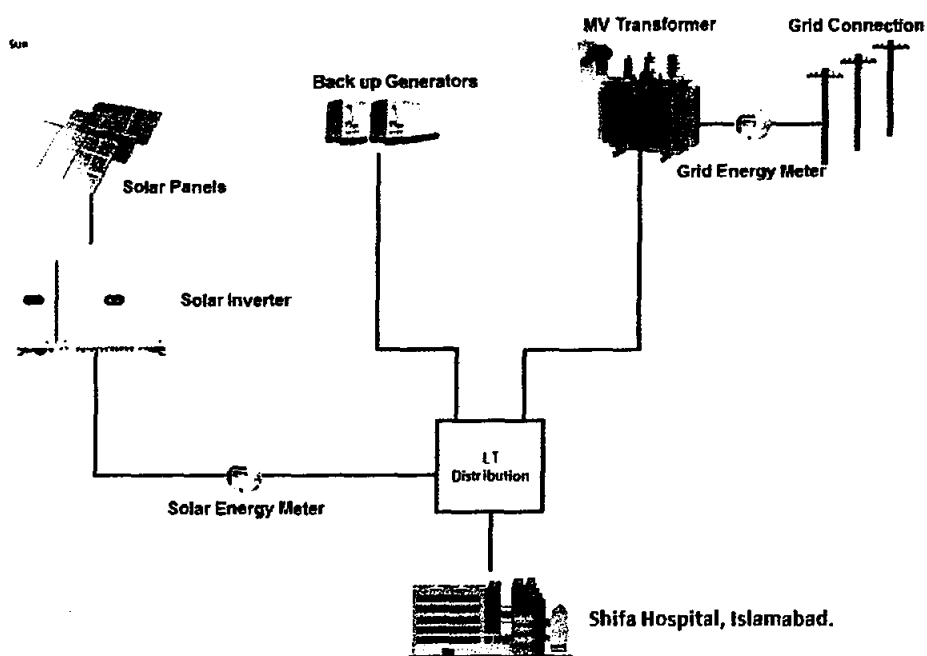 Sun
MV Transformer
Grid Connection
Back up Generators
Grid Energy Meter
Solar Panels
Solar Inverter
LT
Distribution
Solar Energy Meter
Shifa Hospital, Islamabad.